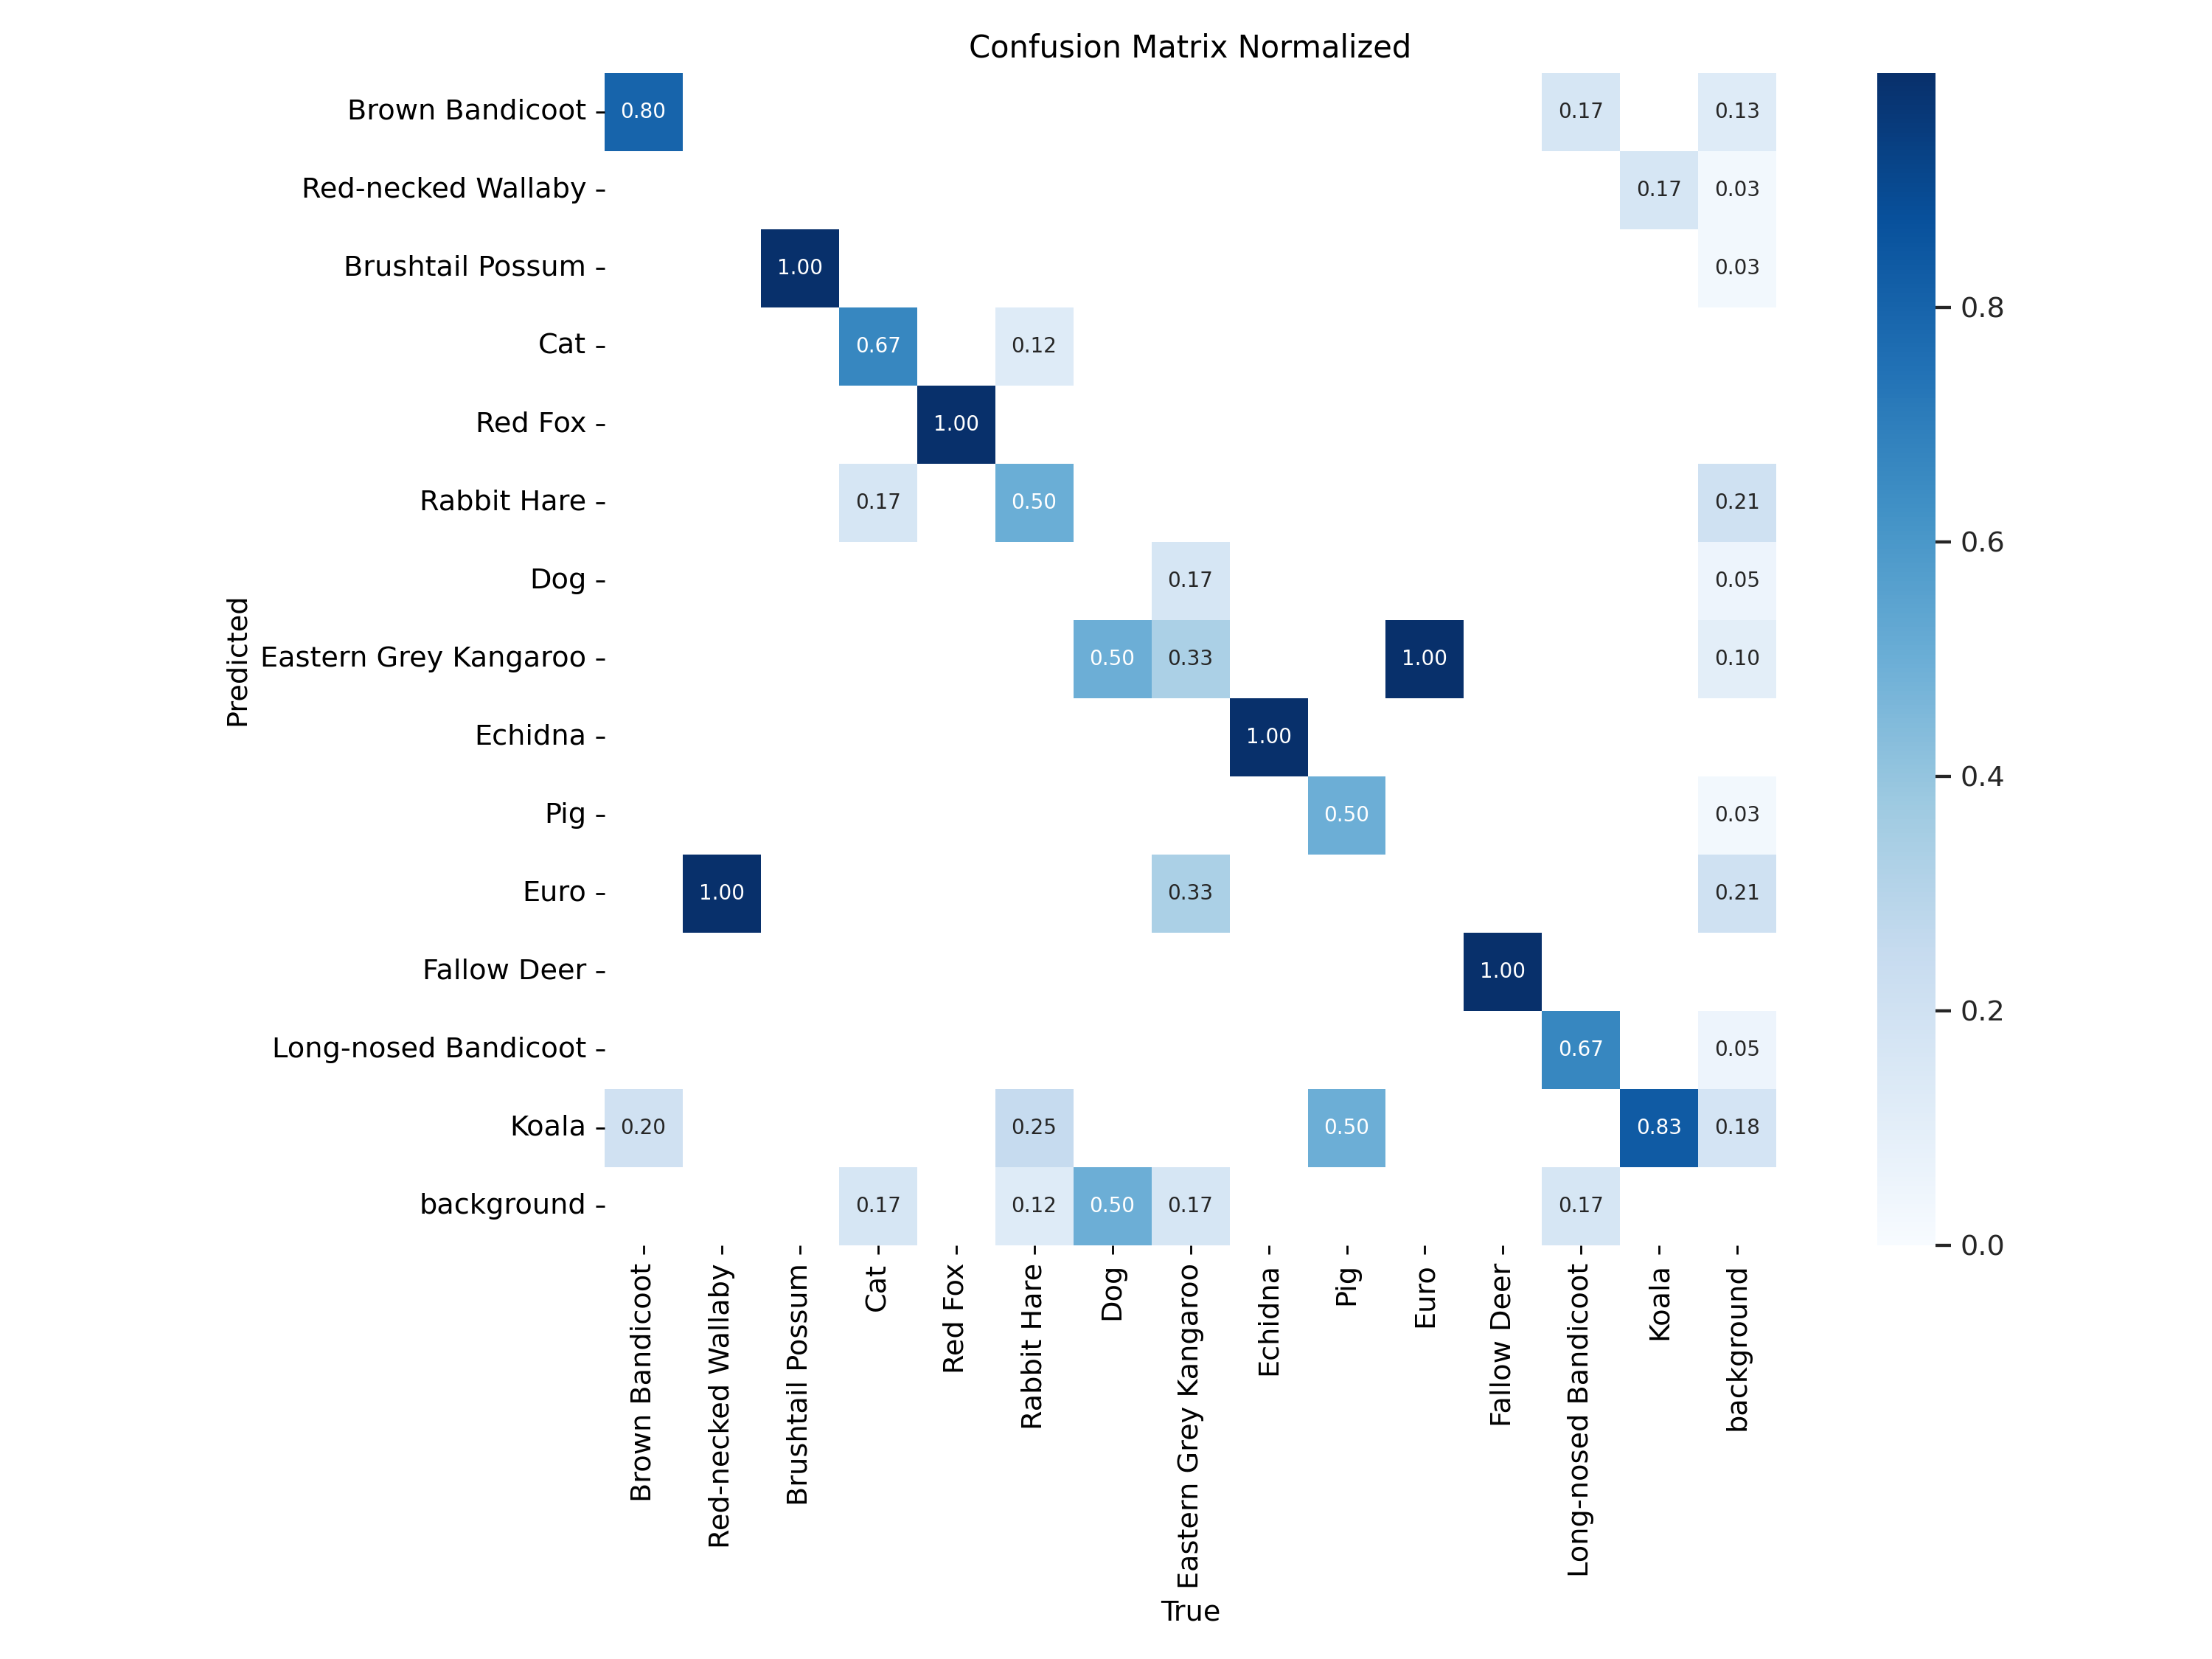 Confusion Matrix Normalized
Predicted
Brown Bandicoot 0.80 0.17 0.13
Red-necked Wallaby 0.17 0.03
Brushtail Possum 1.00 0.03
Cat 0.67 0.12
Red Fox 1.00
Rabbit Hare 0.17 0.50 0.21
Dog 0.17 0.05
Eastern Grey Kangaroo 0.50 0.33 1.00 0.10
Echidna 1.00
Pig 0.50 0.03
Euro 1.00 0.33 0.21
Fallow Deer 1.00
Long-nosed Bandicoot 0.67 0.05
Koala 0.20 0.25 0.50 0.83 0.18
background 0.17 0.12 0.50 0.17 0.17
Brown Bandicoot
Red-necked Wallaby
Brushtail Possum
Cat
Red Fox
Rabbit Hare
Dog
Eastern Grey Kangaroo
Echidna
Pig
Euro
Fallow Deer
Long-nosed Bandicoot
Koala
background
True
0.8
0.6
0.4
0.2
0.0